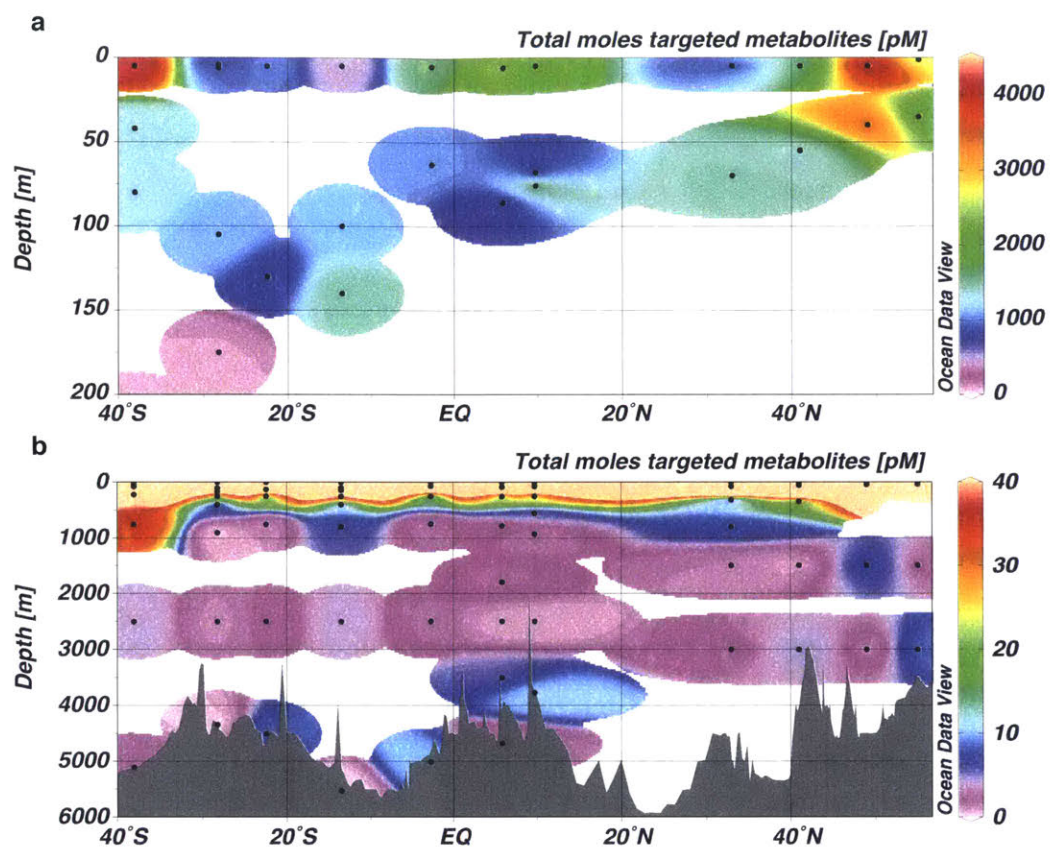 a
Total moles targeted metabolites [pM]
0
50
100
150
200
Depth [m]
40°S
20°S
EQ
20°N
40°N
Ocean Data View
4000
3000
2000
1000
0
b
Total moles targeted metabolites [pM]
0
1000
2000
3000
4000
5000
6000
Depth [m]
40°S
20°S
EQ
20°N
40°N
Ocean Data View
40
30
20
10
0